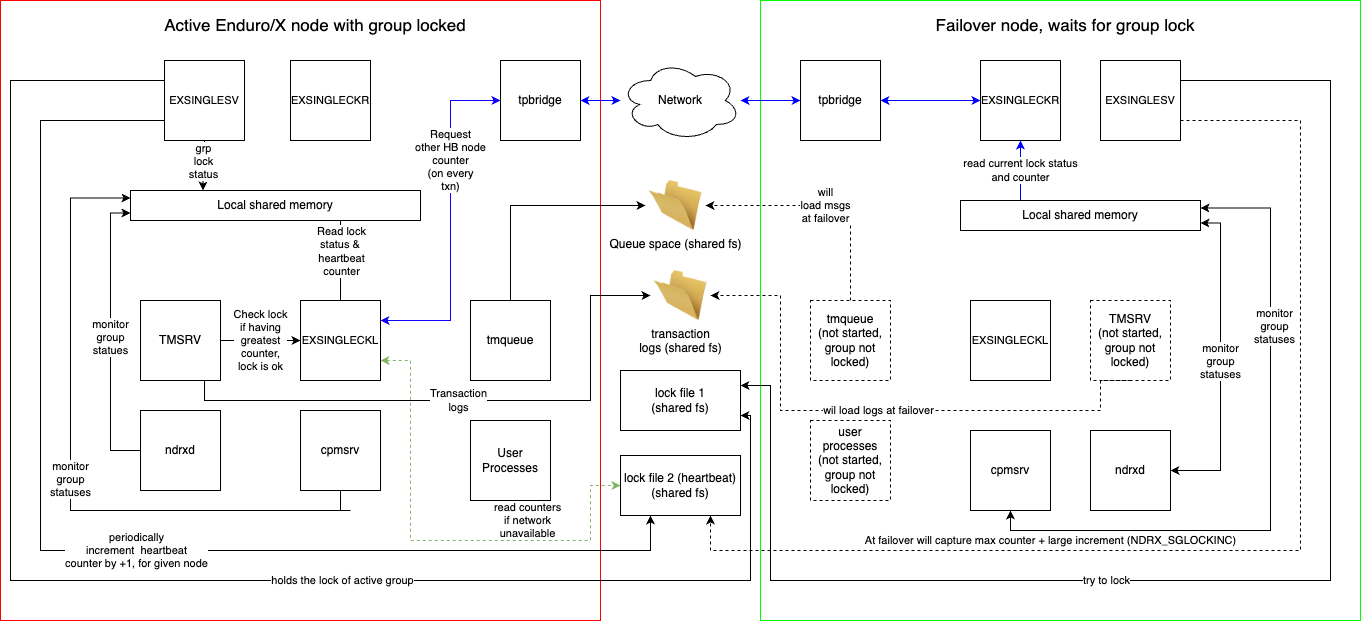 Active Enduro/X node with group locked
Failover node, waits for group lock
EXSINGLESV
EXSINGLECKR
tpbridge
Network
tpbridge
EXSINGLECKR
EXSINGLESV
grp
lock
status
Request
other HB node
counter
(on every
txn)
read current lock status
and counter
Local shared memory
will
load msgs
at failover
Local shared memory
Queue space (shared fs)
Read lock
status &
heartbeat
counter
monitor
group
statues
TMSRV
Check lock
if having
greatest
counter,
lock is ok
EXSINGLECKL
tmqueue
transaction
logs (shared fs)
tmqueue
(not started,
group not
locked)
EXSINGLECKL
TMSRV
(not started,
group not
locked)
monitor
group
statuses
monitor
group
statuses
Transaction
logs
lock file 1
(shared fs)
wil load logs at failover
ndrxd
cpmsrv
User
Processes
user
processes
(not started,
group not
locked)
cpmsrv
ndrxd
monitor
group
statuses
lock file 2 (heartbeat)
(shared fs)
read counters
if network
unavailable
periodically
increment heartbeat
counter by +1, for given node
At failover will capture max counter + large increment (NDRX_SGLOCKINC)
holds the lock of active group
try to lock